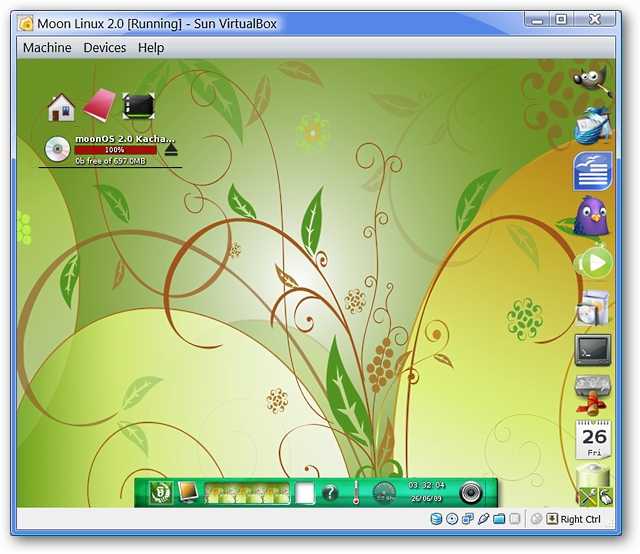 Moon Linux 2.0 [Running] - Sun VirtualBox
Machine Devices Help
moonOS 2.0 Kacha...
100%
0b free of 697.0MB
26
Fri
03 32 04
26/06/09
Right Ctrl